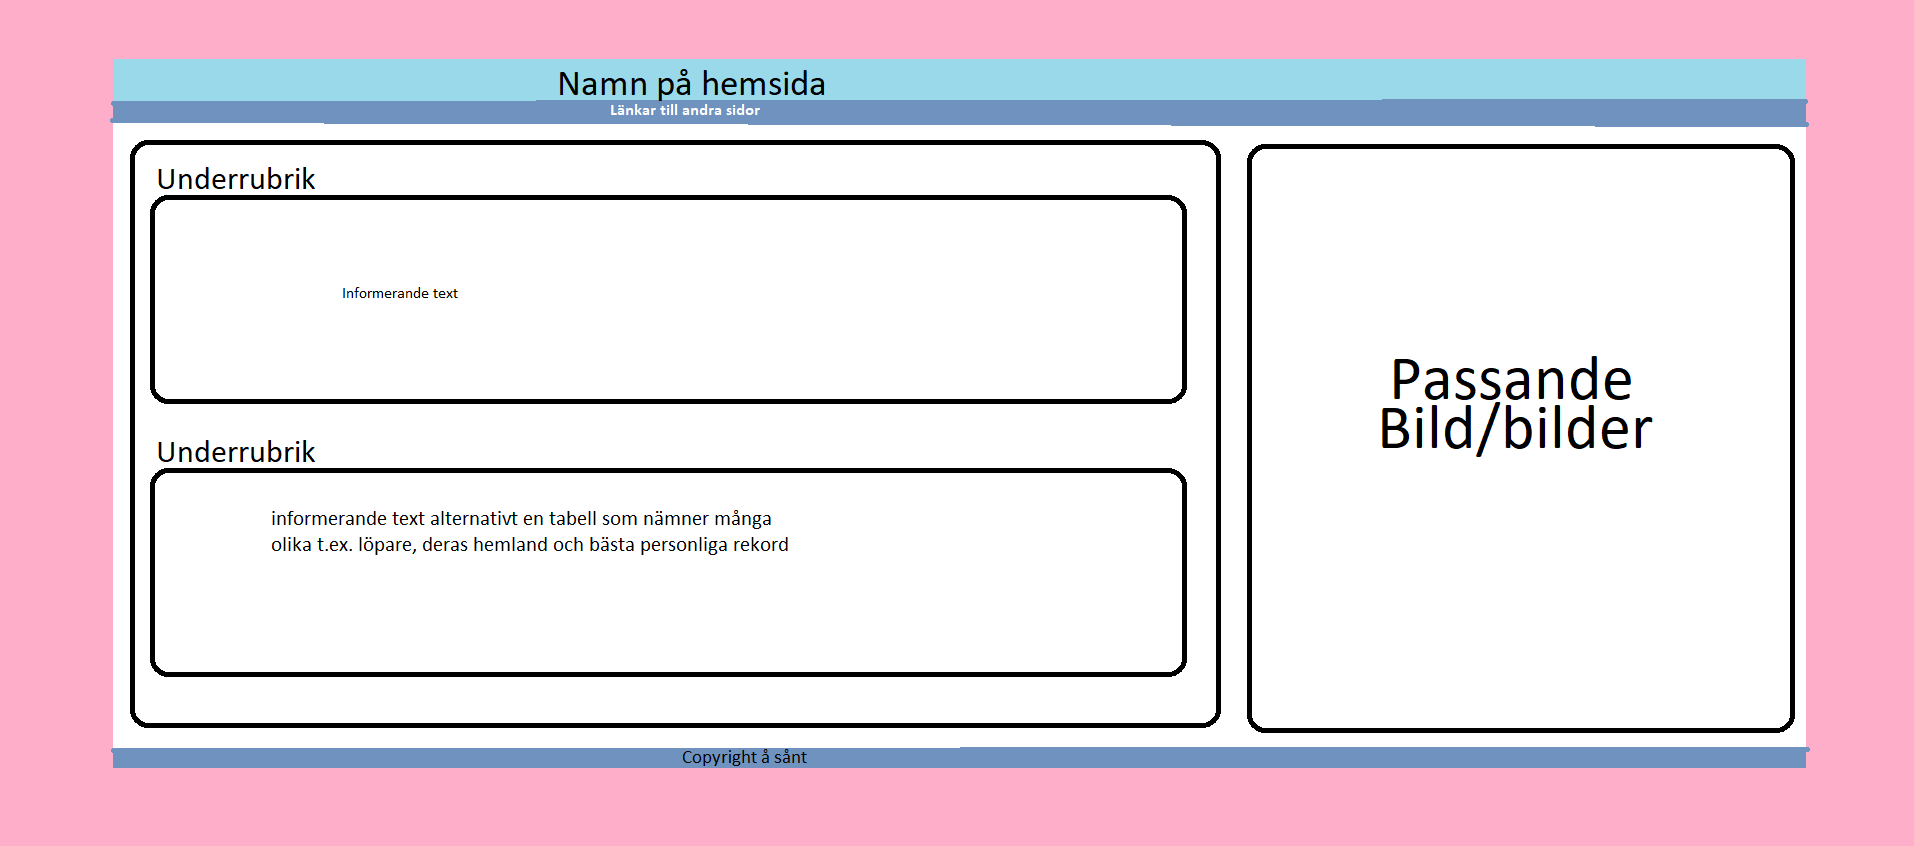 Namn på hemsida
Länkar till andra sidor
Underrubrik
Informerande text
Underrubrik
informerande text alternativt en tabell som nämner många
olika t.ex. löpare, deras hemland och bästa personliga rekord
Passande
Bild/bilder
Copyright å sånt